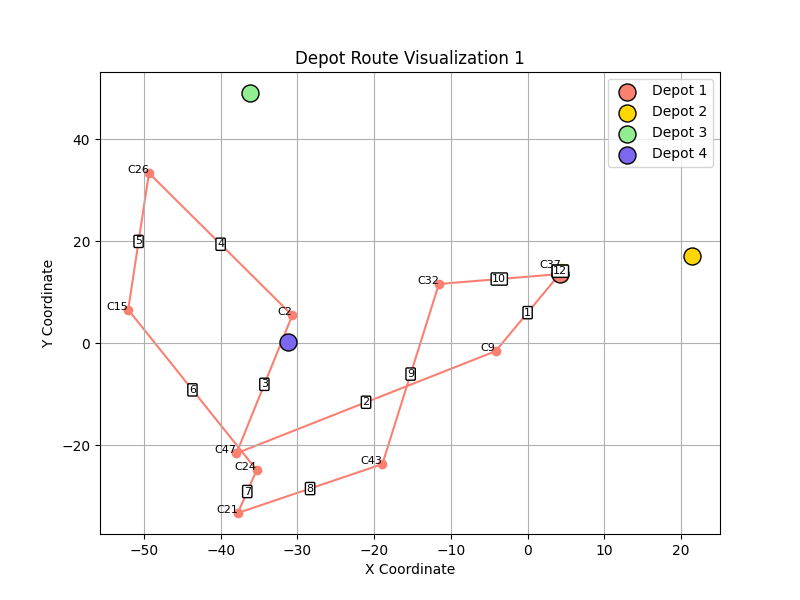 Depot Route Visualization 1
Depot 1
Depot 2
Depot 3
Depot 4
Y Coordinate
40
20
0
−20
−50
−40
−30
−20
−10
0
10
20
X Coordinate
C26
5
4
C15
C2
6
3
C47
C24
7
C21
8
C43
2
9
C32
10
C37
12
1
C9